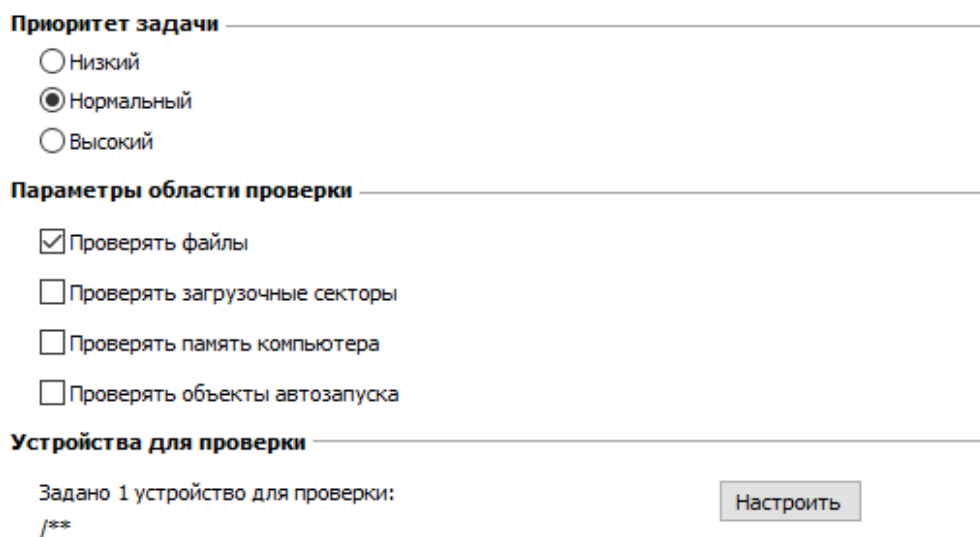 Приоритет задачи
Низкий
Нормальный
Высокий
Параметры области проверки
Проверять файлы
Проверять загрузочные секторы
Проверять память компьютера
Проверять объекты автозапуска
Устройства для проверки
Задано 1 устройство для проверки:
Настроить
/**